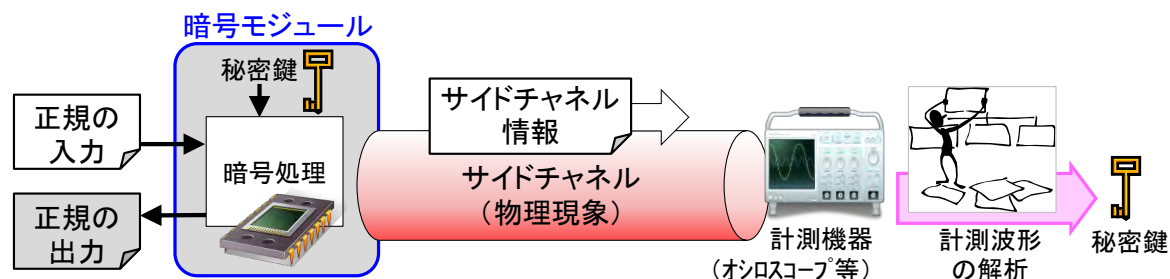 暗号モジュール
秘密鍵
正規の
入力
暗号処理
正規の
出力
サイドチャネル
情報
サイドチャネル
（物理現象）
計測機器
（オシロスコープ等）
計測波形
の解析
秘密鍵